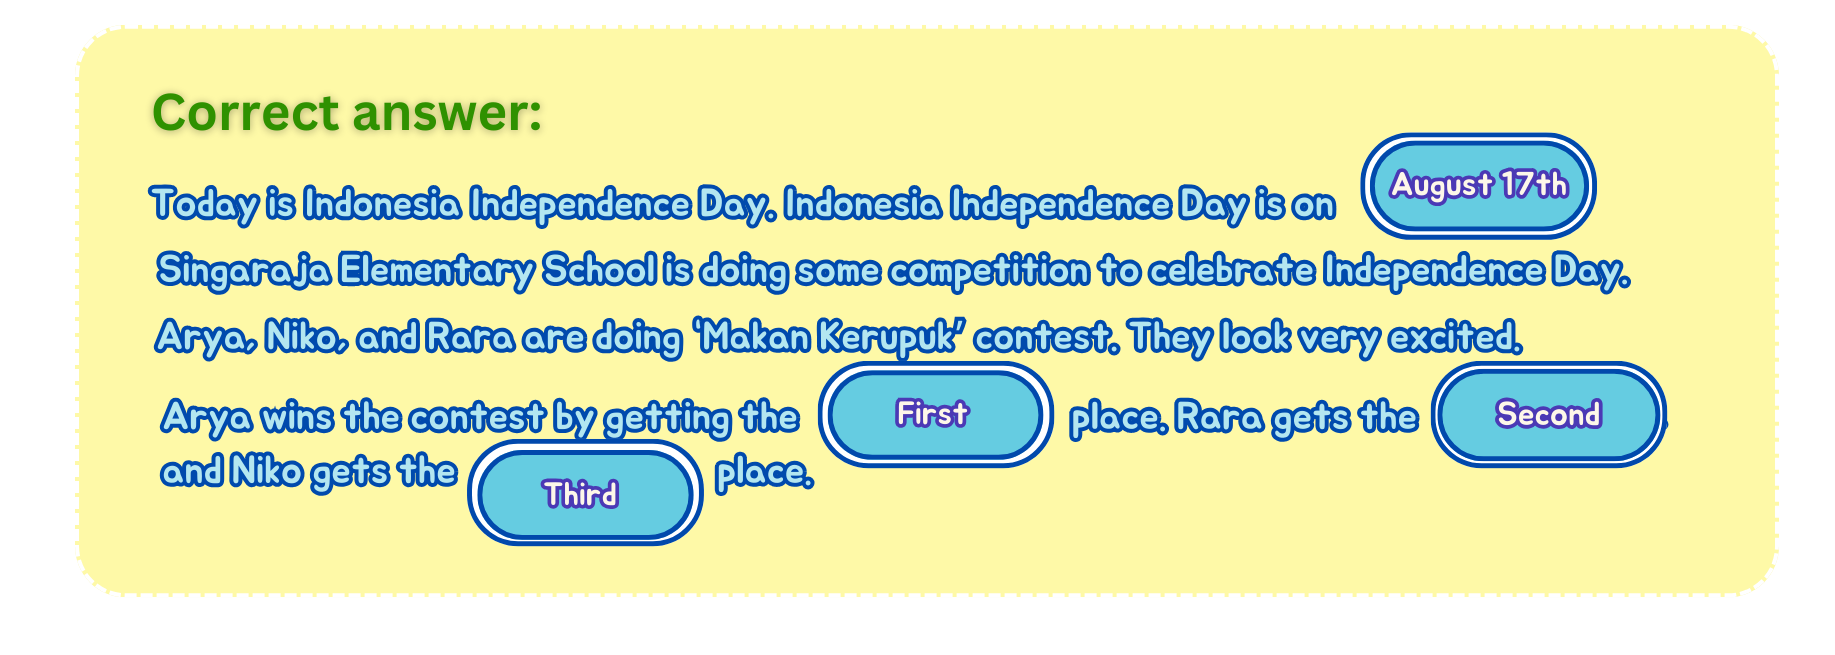 Correct answer:
Today is Indonesia Independence Day. Indonesia Independence Day is on August 17th
Singaraja Elementary School is doing some competition to celebrate Independence Day.
Arya, Niko, and Rara are doing ‘Makan Kerupuk’ contest. They look very excited.
Arya wins the contest by getting the First place. Rara gets the Second
and Niko gets the Third place.